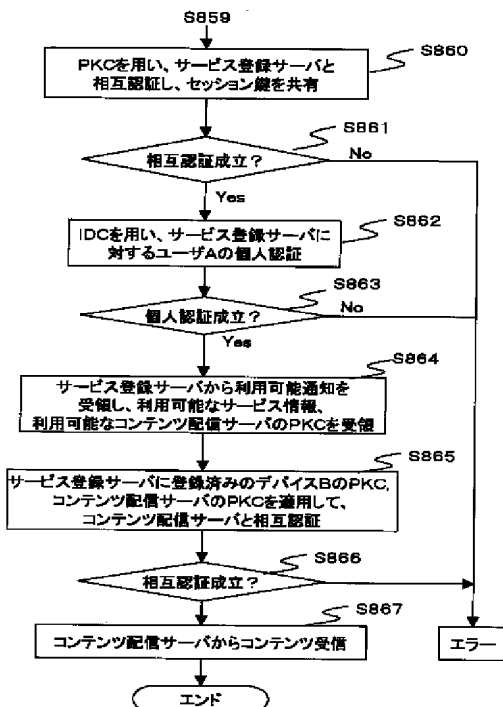 S859
S860
PKCを用い、サービス登録サーバと
相互認証し、セッション鍵を共有
S861
相互認証成立？
No
Yes
S862
IDCを用い、サービス登録サーバに
対するユーザAの個人認証
S863
個人認証成立？
No
Yes
S864
サービス登録サーバから利用可能通知を
受領し、利用可能なサービス情報、
利用可能なコンテンツ配信サーバのPKCを受領
S865
サービス登録サーバに登録済みのデバイスBのPKC,
コンテンツ配信サーバのPKCを適用して、
コンテンツ配信サーバと相互認証
S866
相互認証成立？
S867
コンテンツ配信サーバからコンテンツ受信
エラー
エンド